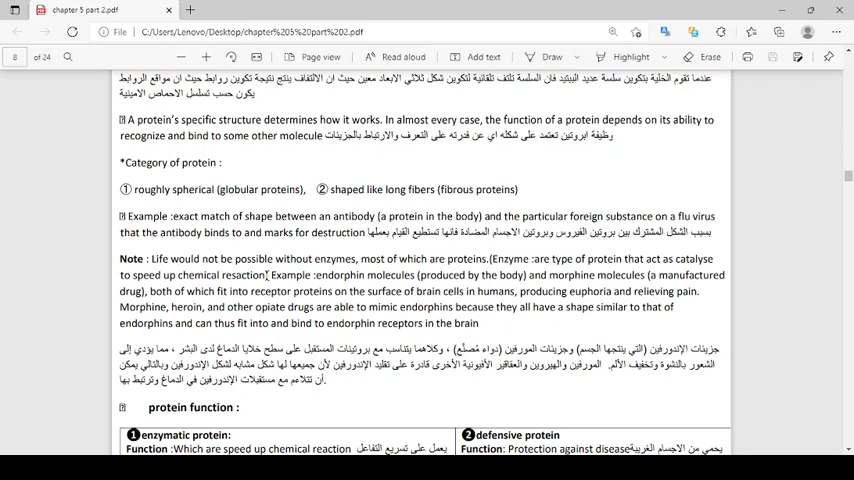 chapter 5 part 2.pdf
File C:/Users/Lenovo/Desktop/chapter%205%20part%202.pdf
8 of 24 Page view Read aloud Add text Draw Highlight Erase
عندما تقوم الخلية بتكوين سلسة عديد الببتيد فان السلسة تلتف تلقائية لتكوين شكل ثلاثي الابعاد معين حيث ان الالتفاف ينتج نتيجة تكوين روابط حيث ان مواقع الروابط
يكون حسب تسلسل الاحماض الامينية
A protein's specific structure determines how it works. In almost every case, the function of a protein depends on its ability to
recognize and bind to some other molecule وظيفة ابروتين تعتمد على شكله اي عن قدرته على التعرف والارتباط بالجزيئات
*Category of protein :
① roughly spherical (globular proteins), ② shaped like long fibers (fibrous proteins)
Example :exact match of shape between an antibody (a protein in the body) and the particular foreign substance on a flu virus
that the antibody binds to and marks for destruction بسبب الشكل المشترك بين بروتين الفيروس وبروتين الاجسام المضادة فانها تستطيع القيام بعملها
Note : Life would not be possible without enzymes, most of which are proteins.(Enzyme :are type of protein that act as catalyse
to speed up chemical resaction) Example :endorphin molecules (produced by the body) and morphine molecules (a manufactured
drug), both of which fit into receptor proteins on the surface of brain cells in humans, producing euphoria and relieving pain.
Morphine, heroin, and other opiate drugs are able to mimic endorphins because they all have a shape similar to that of
endorphins and can thus fit into and bind to endorphin receptors in the brain
جزيئات الإندورفين (التي ينتجها الجسم) وجزيئات المورفين (دواء مُصنَّع) ، وكلاهما يتناسب مع بروتينات المستقبل على سطح خلايا الدماغ لدى البشر ، مما يؤدي إلى
الشعور بالنشوة وتخفيف الألم. المورفين والهيروين والعقاقير الأفيونية الأخرى قادرة على تقليد الإندورفين لأن جميعها لها شكل مشابه لشكل الإندورفين وبالتالي يمكن
أن تتلاءم مع مستقبلات الإندورفين في الدماغ وترتبط بها.
protein function :
❶enzymatic protein: ❷defensive protein
Function :Which are speed up chemical reaction يعمل على تسريع التفاعل Function: Protection against disease يحمي من الاجسام الغريبة